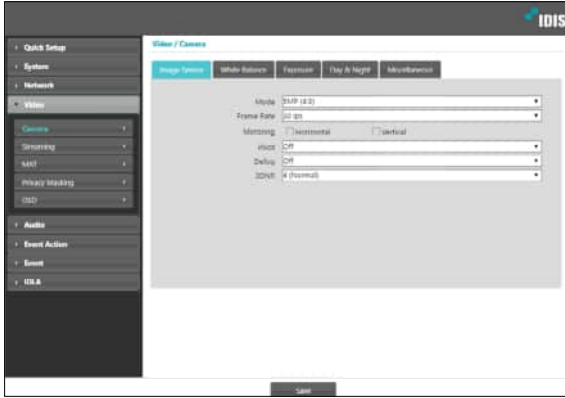 IDIS
Quick Setup
System
Network
Video
Camera
Streaming
MAT
Privacy Masking
OSD
Audio
Event Action
Event
IDLA
Video / Camera
Image Sensor White Balance Exposure Day & Night Miscellaneous
Mode
Frame Rate 30 ips
Mirroring Horizontal Vertical
Off
Defog Off
3DNR 4 (Normal)
Save